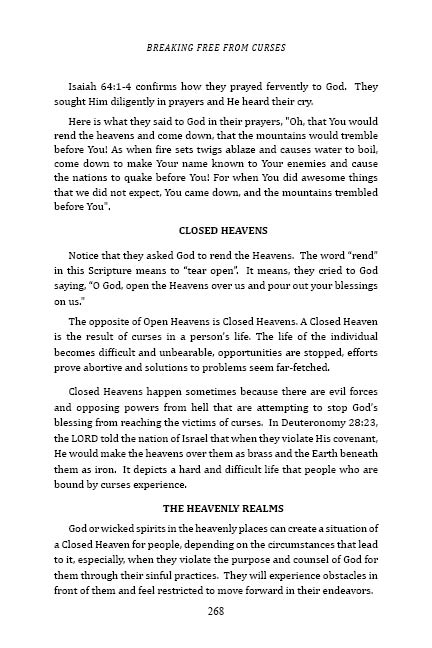 BREAKING FREE FROM CURSES
Isaiah 64:1-4 confirms how they prayed fervently to God. They
sought Him diligently in prayers and He heard their cry.
Here is what they said to God in their prayers, "Oh, that You would
rend the heavens and come down, that the mountains would tremble
before You! As when fire sets twigs ablaze and causes water to boil,
come down to make Your name known to Your enemies and cause
the nations to quake before You! For when You did awesome things
that we did not expect, You came down, and the mountains trembled
before You".
CLOSED HEAVENS
Notice that they asked God to rend the Heavens. The word “rend”
in this Scripture means to “tear open”. It means, they cried to God
saying, “O God, open the Heavens over us and pour out your blessings
on us."
The opposite of Open Heavens is Closed Heavens. A Closed Heaven
is the result of curses in a person’s life. The life of the individual
becomes difficult and unbearable, opportunities are stopped, efforts
prove abortive and solutions to problems seem far-fetched.
Closed Heavens happen sometimes because there are evil forces
and opposing powers from hell that are attempting to stop God’s
blessing from reaching the victims of curses. In Deuteronomy 28:23,
the LORD told the nation of Israel that when they violate His covenant,
He would make the heavens over them as brass and the Earth beneath
them as iron. It depicts a hard and difficult life that people who are
bound by curses experience.
THE HEAVENLY REALMS
God or wicked spirits in the heavenly places can create a situation of
a Closed Heaven for people, depending on the circumstances that lead
to it, especially, when they violate the purpose and counsel of God for
them through their sinful practices. They will experience obstacles in
front of them and feel restricted to move forward in their endeavors.
268